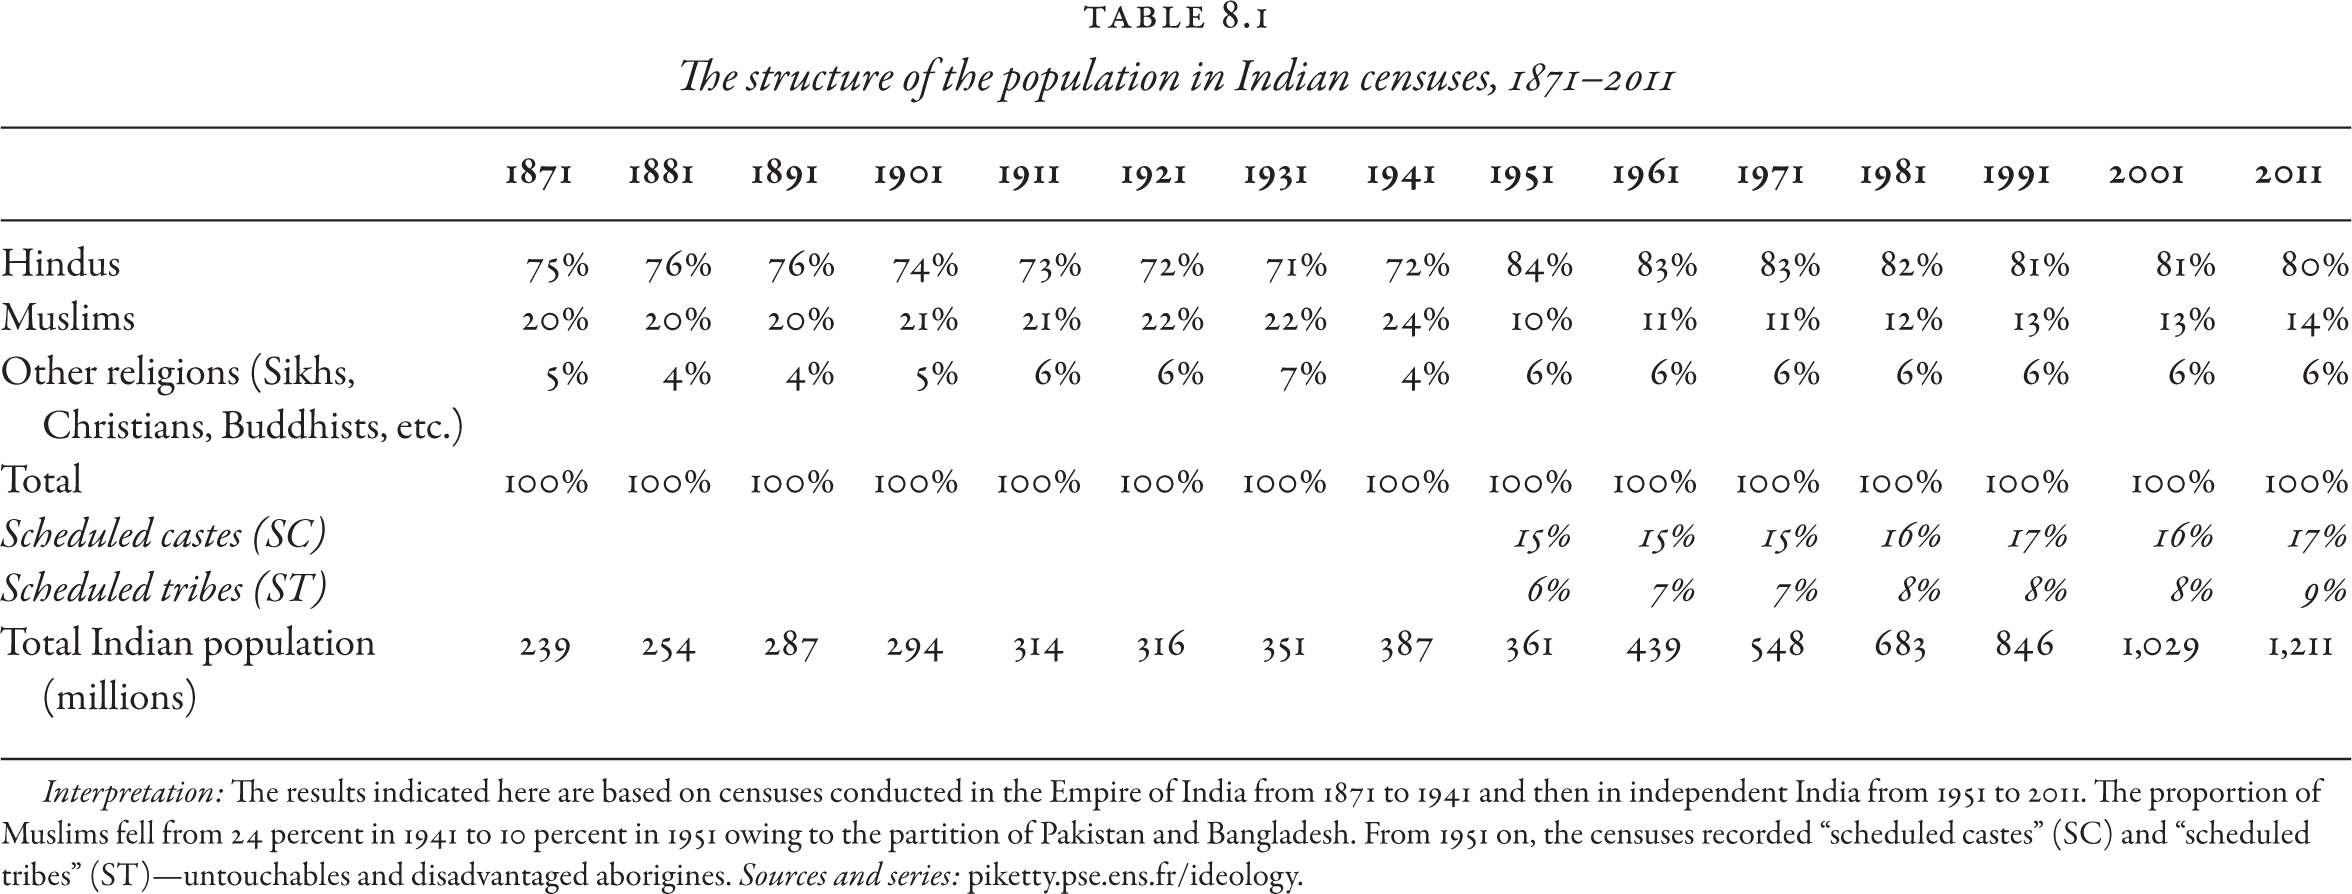 TABLE 8.1
The structure of the population in Indian censuses, 1871–2011
1871 1881 1891 1901 1911 1921 1931 1941 1951 1961 1971 1981 1991 2001 2011
Hindus 75% 76% 76% 74% 73% 72% 71% 72% 84% 83% 83% 82% 81% 81% 80%
Muslims 20% 20% 20% 21% 21% 22% 22% 24% 10% 11% 11% 12% 13% 13% 14%
Other religions (Sikhs, 5% 4% 4% 5% 6% 6% 7% 4% 6% 6% 6% 6% 6% 6% 6%
Christians, Buddhists, etc.)
Total 100% 100% 100% 100% 100% 100% 100% 100% 100% 100% 100% 100% 100% 100% 100%
Scheduled castes (SC) 15% 15% 15% 16% 17% 16% 17%
Scheduled tribes (ST) 6% 7% 7% 8% 8% 8% 9%
Total Indian population 239 254 287 294 314 316 351 387 361 439 548 683 846 1,029 1,211
(millions)
Interpretation: The results indicated here are based on censuses conducted in the Empire of India from 1871 to 1941 and then in independent India from 1951 to 2011. The proportion of
Muslims fell from 24 percent in 1941 to 10 percent in 1951 owing to the partition of Pakistan and Bangladesh. From 1951 on, the censuses recorded “scheduled castes” (SC) and “scheduled
tribes” (ST)—untouchables and disadvantaged aborigines. Sources and series: piketty.pse.ens.fr/ideology.